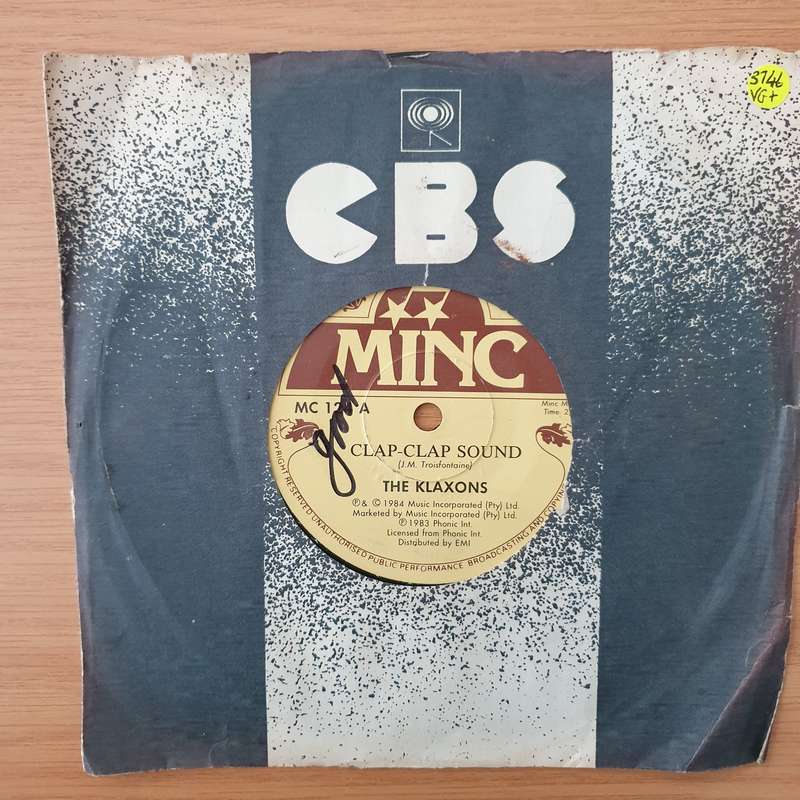 3746
VG+
CBS
MINC
MC A
Minc
Time: 2
CLAP-CLAP SOUND
(J.M. Troisfontaine)
THE KLAXONS
℗ & © 1984 Music Incorporated (Pty) Ltd.
Marketed by Music Incorporated (Pty) Ltd.
℗ 1983 Phonic Int.
Licensed from Phonic Int.
Distributed by EMI
COPYRIGHT RESERVED. UNAUTHORISED PUBLIC PERFORMANCE BROADCASTING AND COPYING